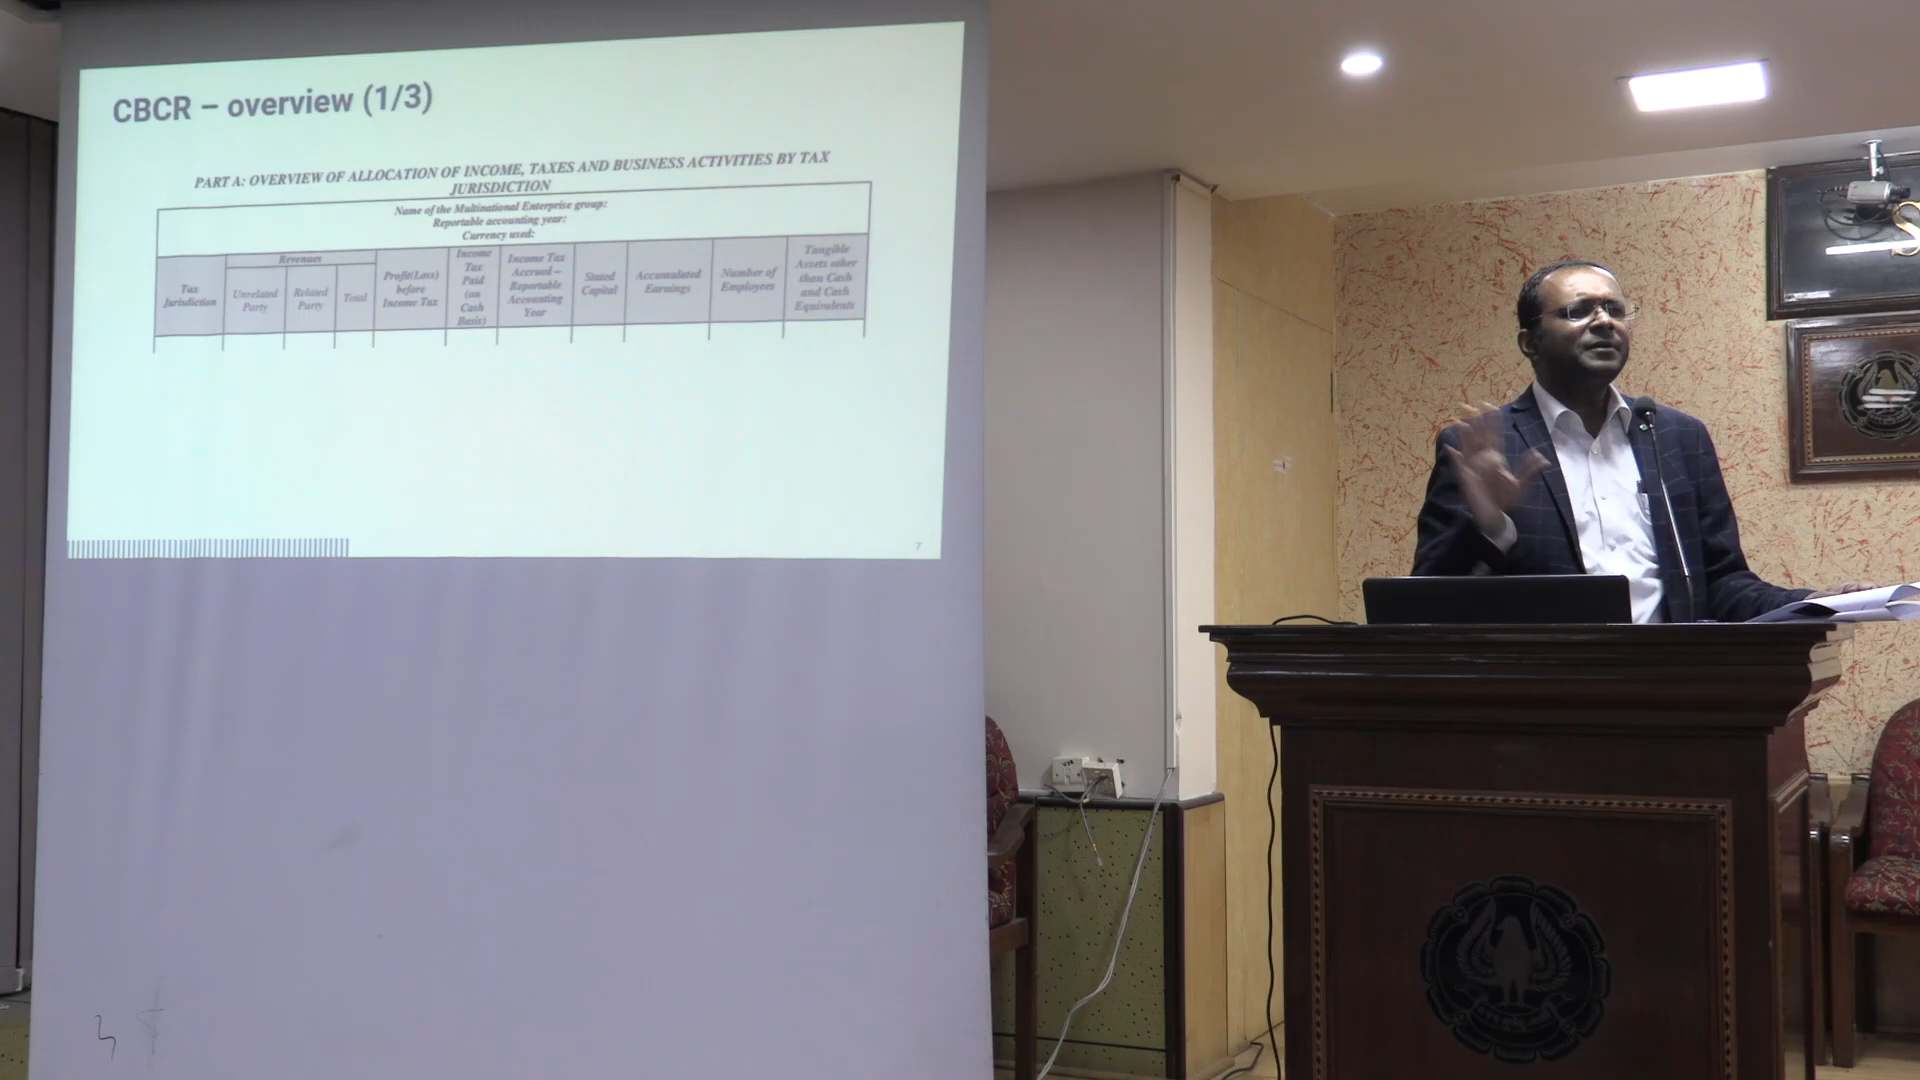 CBCR – overview (1/3)
PART A: OVERVIEW OF ALLOCATION OF INCOME, TAXES AND BUSINESS ACTIVITIES BY TAX
JURISDICTION
Name of the Multinational Enterprise group:
Reportable accounting year:
Currency used:
Tax
Jurisdiction
Revenues
Unrelated
Party
Related
Party
Total
Profit(Loss)
before
Income Tax
Income
Tax
Paid
(on
Cash
Basis)
Income Tax
Accrued –
Reportable
Accounting
Year
Stated
Capital
Accumulated
Earnings
Number of
Employees
Tangible
Assets other
than Cash
and Cash
Equivalents
7